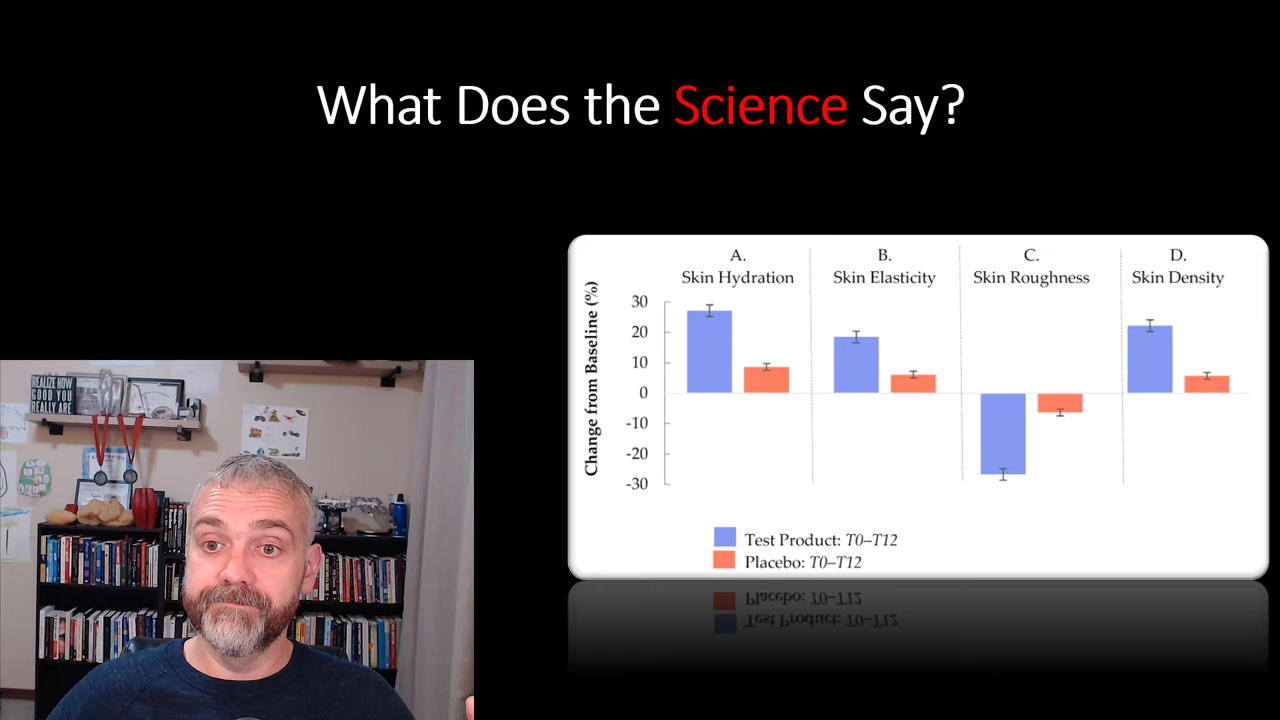 What Does the Science Say?
A.
Skin Hydration
B.
Skin Elasticity
C.
Skin Roughness
D.
Skin Density
Change from Baseline (%)
30
20
10
0
-10
-20
-30
Test Product: T0–T12
Placebo: T0–T12
REALIZE HOW
GOOD YOU
REALLY ARE